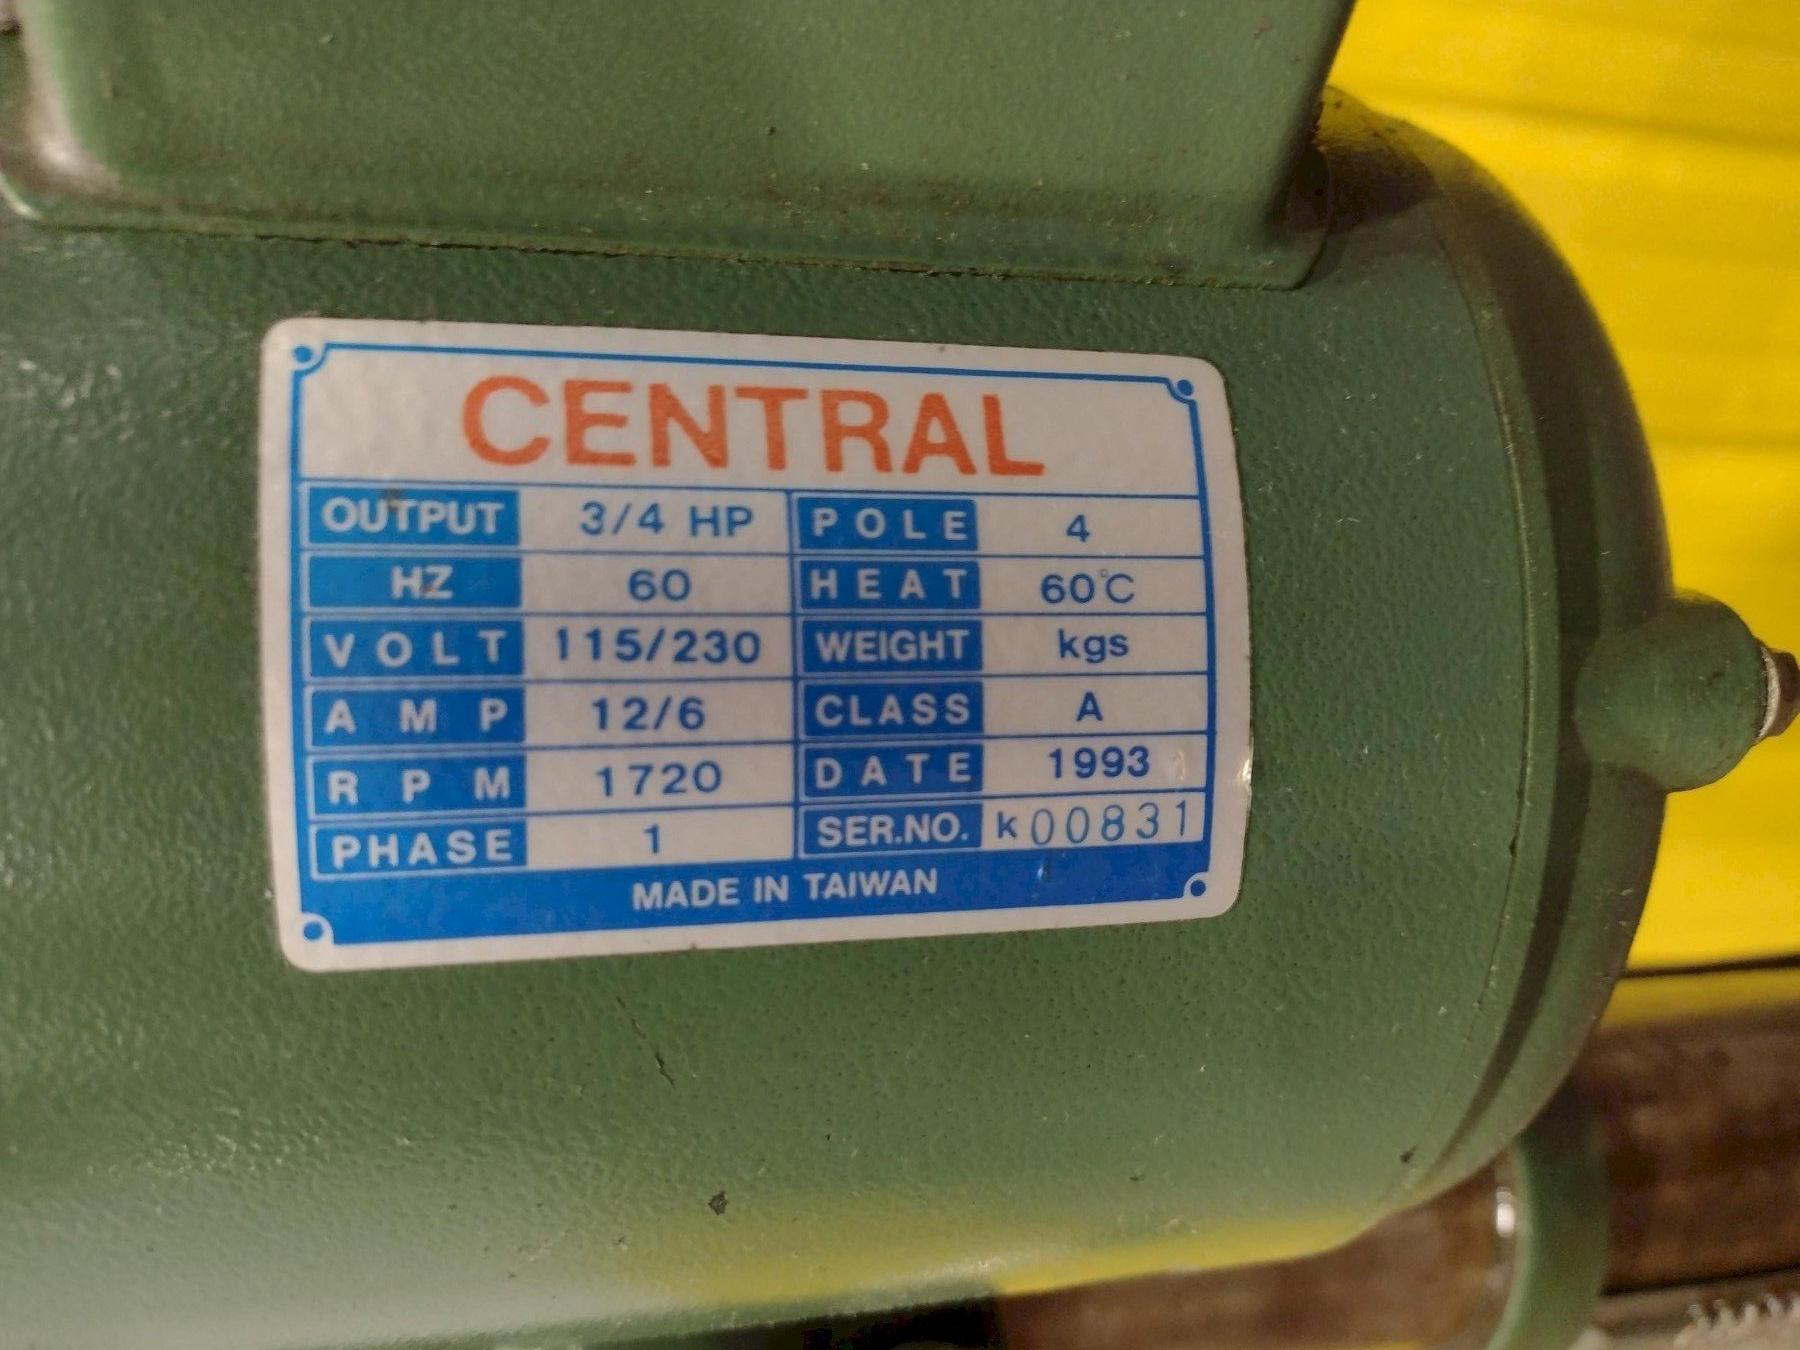 CENTRAL
OUTPUT 3/4 HP POLE 4
HZ 60 HEAT 60°C
VOLT 115/230 WEIGHT kgs
AMP 12/6 CLASS A
RPM 1720 DATE 1993
PHASE 1 SER.NO. k00831
MADE IN TAIWAN